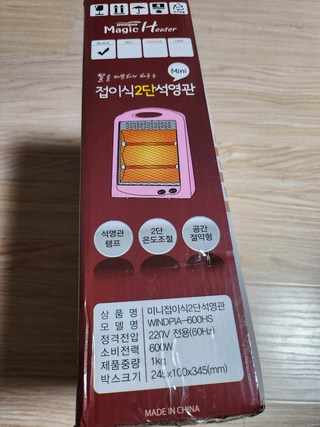 Magic Heater
Mini
접이식2단석영관
석영관
램프
2단
온도조절
공간
절약형
상품명 미니접이식2단석영관
모델명 WINDPIA-600HS
정격전압 220V 전용(60Hz)
소비전력 600W
제품중량 1kg
박스크기 245x100x345(mm)
MADE IN CHINA